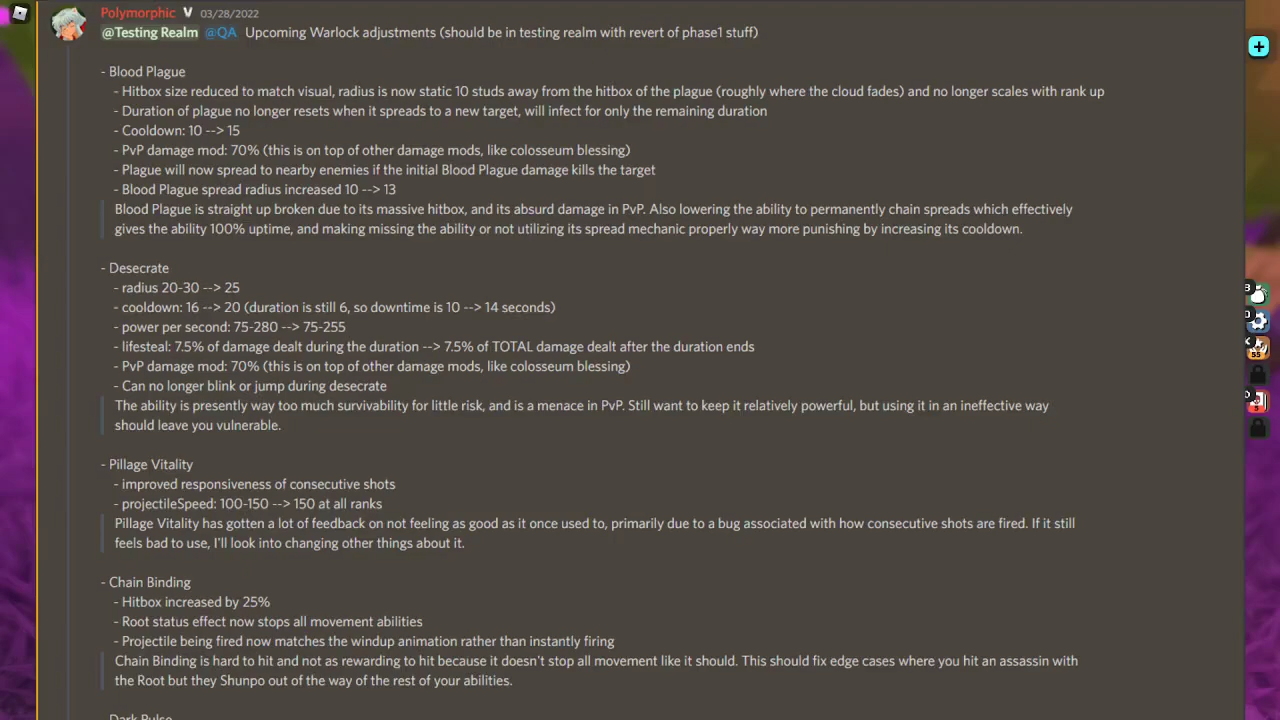 Polymorphic V 03/28/2022
@Testing Realm @QA Upcoming Warlock adjustments (should be in testing realm with revert of phase1 stuff)
- Blood Plague
- Hitbox size reduced to match visual, radius is now static 10 studs away from the hitbox of the plague (roughly where the cloud fades) and no longer scales with rank up
- Duration of plague no longer resets when it spreads to a new target, will infect for only the remaining duration
- Cooldown: 10 --> 15
- PvP damage mod: 70% (this is on top of other damage mods, like colosseum blessing)
- Plague will now spread to nearby enemies if the initial Blood Plague damage kills the target
- Blood Plague spread radius increased 10 --> 13
Blood Plague is straight up broken due to its massive hitbox, and its absurd damage in PvP. Also lowering the ability to permanently chain spreads which effectively
gives the ability 100% uptime, and making missing the ability or not utilizing its spread mechanic properly way more punishing by increasing its cooldown.
- Desecrate
- radius 20-30 --> 25
- cooldown: 16 --> 20 (duration is still 6, so downtime is 10 --> 14 seconds)
- power per second: 75-280 --> 75-255
- lifesteal: 7.5% of damage dealt during the duration --> 7.5% of TOTAL damage dealt after the duration ends
- PvP damage mod: 70% (this is on top of other damage mods, like colosseum blessing)
- Can no longer blink or jump during desecrate
The ability is presently way too much survivability for little risk, and is a menace in PvP. Still want to keep it relatively powerful, but using it in an ineffective way
should leave you vulnerable.
- Pillage Vitality
- improved responsiveness of consecutive shots
- projectileSpeed: 100-150 --> 150 at all ranks
Pillage Vitality has gotten a lot of feedback on not feeling as good as it once used to, primarily due to a bug associated with how consecutive shots are fired. If it still
feels bad to use, I'll look into changing other things about it.
- Chain Binding
- Hitbox increased by 25%
- Root status effect now stops all movement abilities
- Projectile being fired now matches the windup animation rather than instantly firing
Chain Binding is hard to hit and not as rewarding to hit because it doesn't stop all movement like it should. This should fix edge cases where you hit an assassin with
the Root but they Shunpo out of the way of the rest of your abilities.
- Dark Pulse
55
5